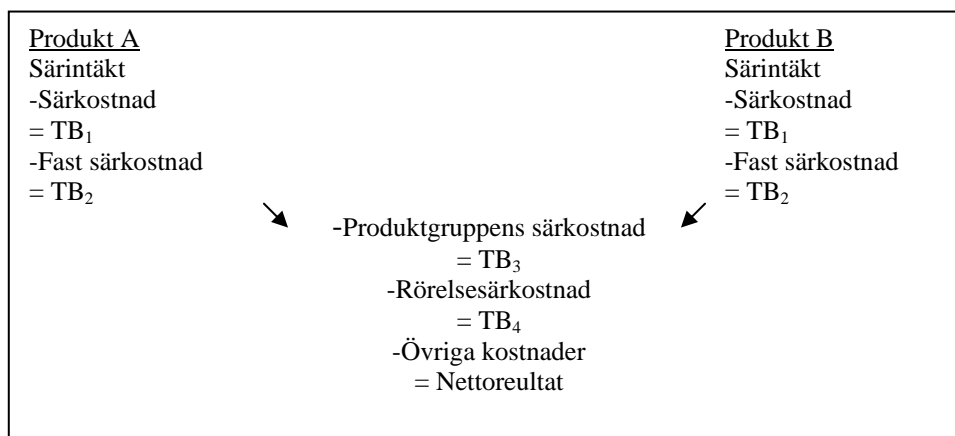 Produkt A
Särintäkt
-Särkostnad
= TB1
-Fast särkostnad
= TB2
Produkt B
Särintäkt
-Särkostnad
= TB1
-Fast särkostnad
= TB2
-Produktgruppens särkostnad
= TB3
-Rörelsesärkostnad
= TB4
-Övriga kostnader
= Nettoreultat